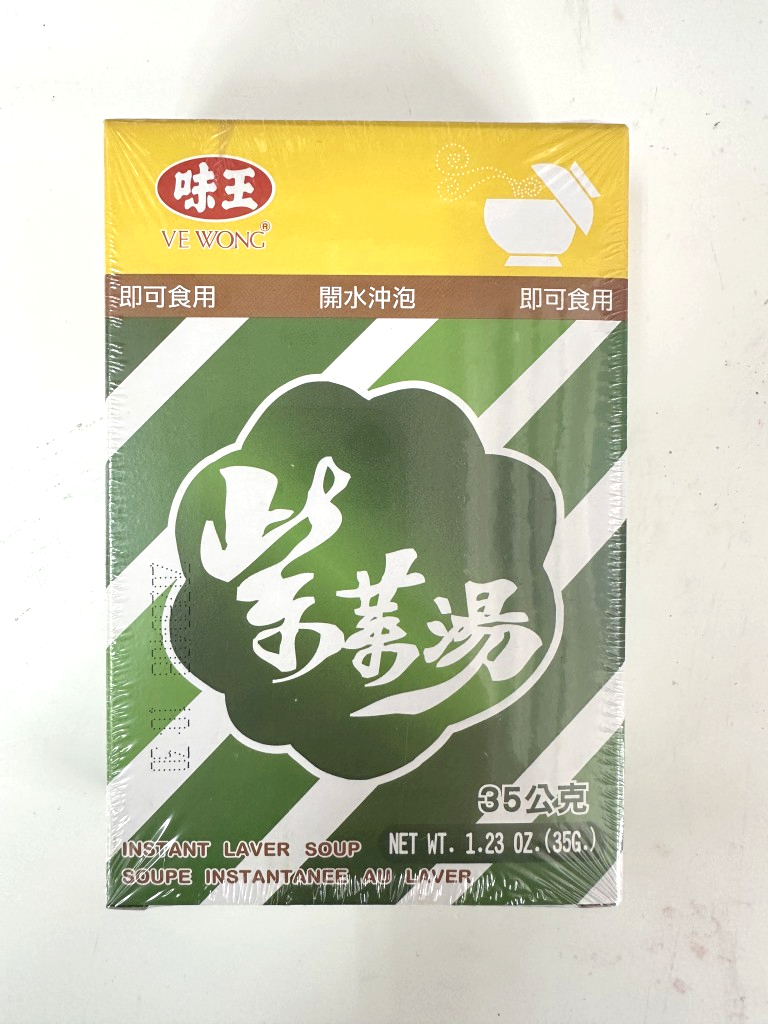 味王
VE WONG®
即可食用 開水沖泡 即可食用
紫菜湯
35公克
NET WT. 1.23 OZ.(35G.)
INSTANT LAVER SOUP
SOUPE INSTANTANEE AU LAVER